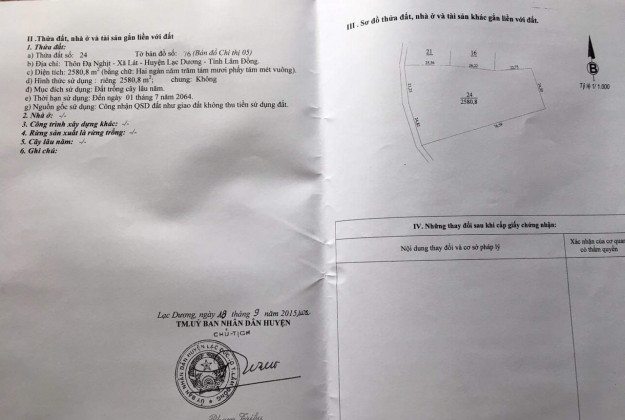 II .Thửa đất, nhà ở và tài sản gắn liền với đất
1. Thửa đất:
a) Thửa đất số: 24 Tờ bản đồ số: 76 (Bản đồ Chỉ thị 05)
b) Địa chỉ: Thôn Đạ Nghịt - Xã Lát - Huyện Lạc Dương - Tỉnh Lâm Đồng.
c) Diện tích: 2580,8 m² (bằng chữ: Hai ngàn năm trăm tám mươi phẩy tám mét vuông).
d) Hình thức sử dụng : riêng 2580,8 m²; chung: Không
đ) Mục đích sử dụng: Đất trồng cây lâu năm.
e) Thời hạn sử dụng: Đến ngày 01 tháng 7 năm 2064.
g) Nguồn gốc sử dụng: Công nhận QSD đất như giao đất không thu tiền sử dụng đất.
2. Nhà ở: -/-
3. Công trình xây dựng khác: -/-
4. Rừng sản xuất là rừng trồng: -/-
5. Cây lâu năm: -/-
6. Ghi chú:
Lạc Dương, ngày 18 tháng 9 năm 2015
TM.UỶ BAN NHÂN DÂN HUYỆN
CHỦ TỊCH
III . Sơ đồ thửa đất, nhà ở và tài sản khác gắn liền với đất.
B
Tỷ lệ 1/ 1.000
21
16
24
2580,8
IV. Những thay đổi sau khi cấp giấy chứng nhận:
Nội dung thay đổi và cơ sở pháp lý
Xác nhận của cơ quan
có thẩm quyền